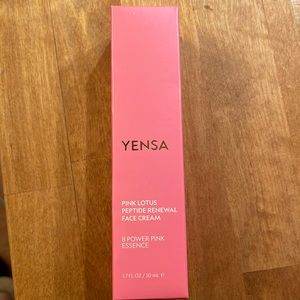 YENSA
PINK LOTUS
PEPTIDE RENEWAL
FACE CREAM
8 POWER PINK
ESSENCE
1.7 FL OZ / 50 mL ℮